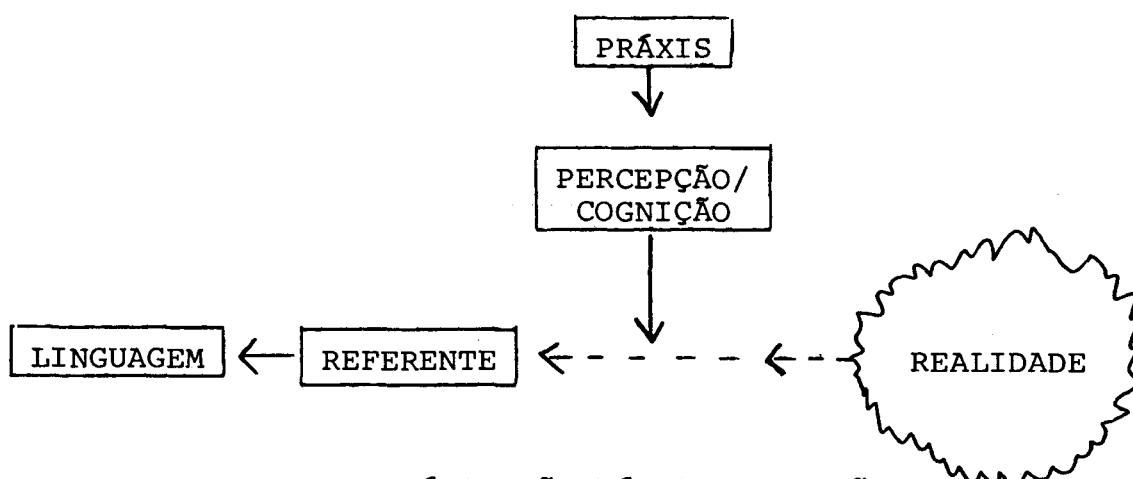 PRÁXIS
PERCEPÇÃO/
COGNIÇÃO
LINGUAGEM
REFERENTE
REALIDADE